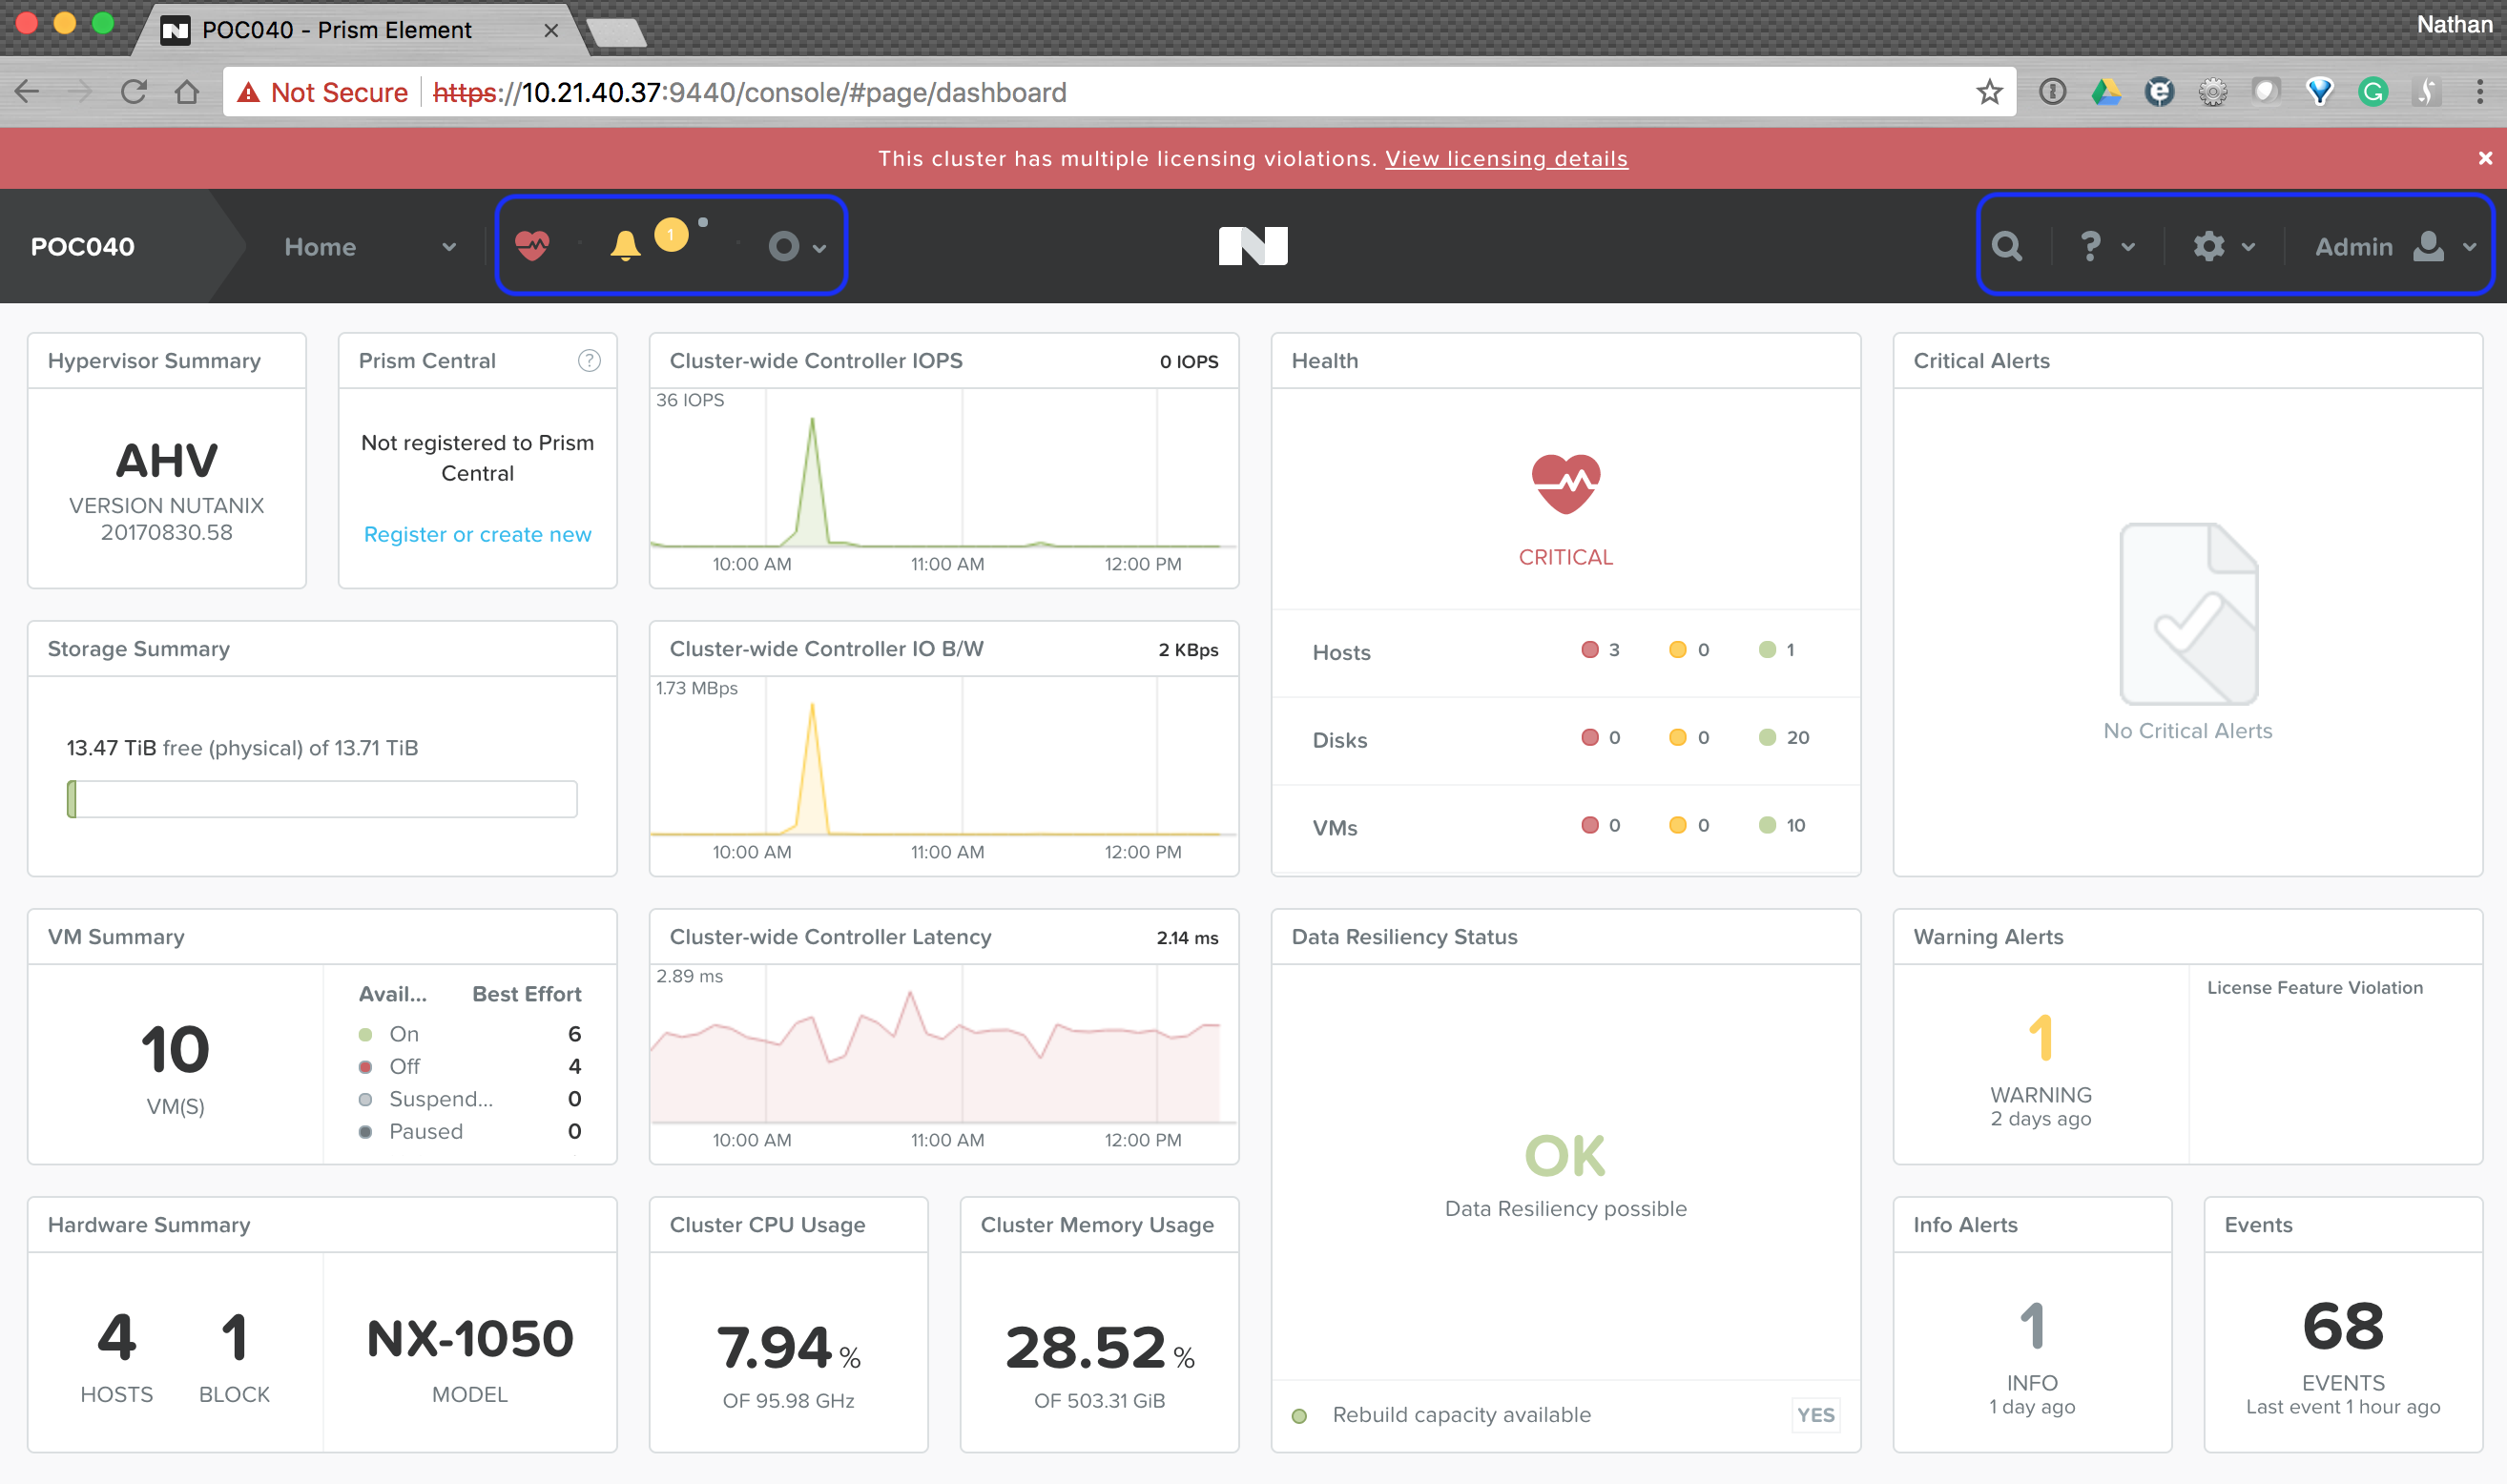 POC040 - Prism Element
Nathan
Not Secure
https://10.21.40.37:9440/console/#page/dashboard
This cluster has multiple licensing violations. View licensing details
POC040
Home
1
?
Admin
Hypervisor Summary
AHV
VERSION NUTANIX
20170830.58
Prism Central
?
Not registered to Prism
Central
Register or create new
Cluster-wide Controller IOPS
0 IOPS
36 IOPS
10:00 AM
11:00 AM
12:00 PM
Health
CRITICAL
Hosts 3 0 1
Disks 0 0 20
VMs 0 0 10
Critical Alerts
No Critical Alerts
Storage Summary
13.47 TiB free (physical) of 13.71 TiB
Cluster-wide Controller IO B/W
2 KBps
1.73 MBps
10:00 AM
11:00 AM
12:00 PM
VM Summary
10
VM(S)
Avail... Best Effort
On 6
Off 4
Suspend... 0
Paused 0
Cluster-wide Controller Latency
2.14 ms
2.89 ms
10:00 AM
11:00 AM
12:00 PM
Data Resiliency Status
OK
Data Resiliency possible
Rebuild capacity available
YES
Warning Alerts
1
WARNING
2 days ago
License Feature Violation
Hardware Summary
4
HOSTS
1
BLOCK
NX-1050
MODEL
Cluster CPU Usage
7.94 %
OF 95.98 GHz
Cluster Memory Usage
28.52 %
OF 503.31 GiB
Info Alerts
1
INFO
1 day ago
Events
68
EVENTS
Last event 1 hour ago